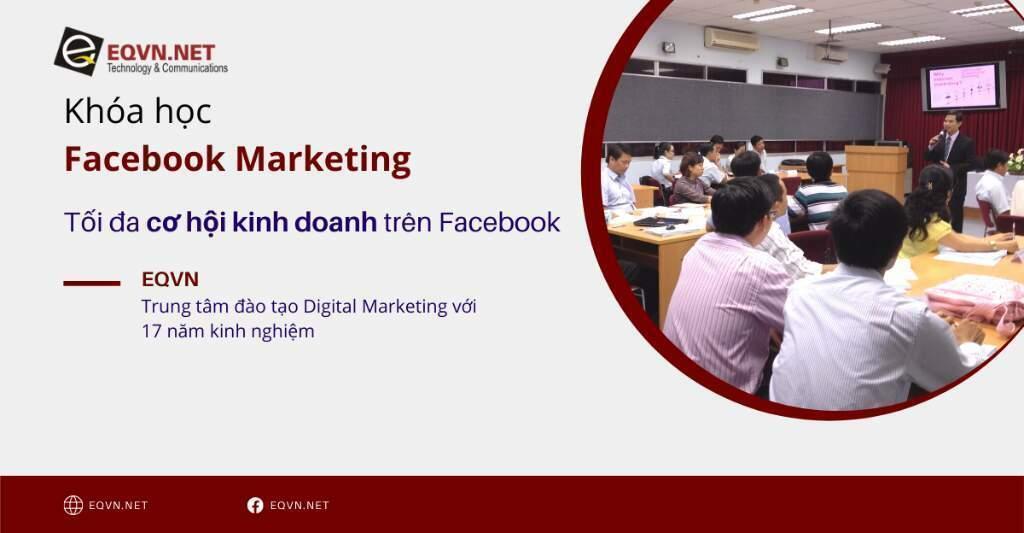 EQVN.NET
Technology & Communications
Khóa học
Facebook Marketing
Tối đa cơ hội kinh doanh trên Facebook
EQVN
Trung tâm đào tạo Digital Marketing với
17 năm kinh nghiệm
EQVN.NET
EQVN.NET